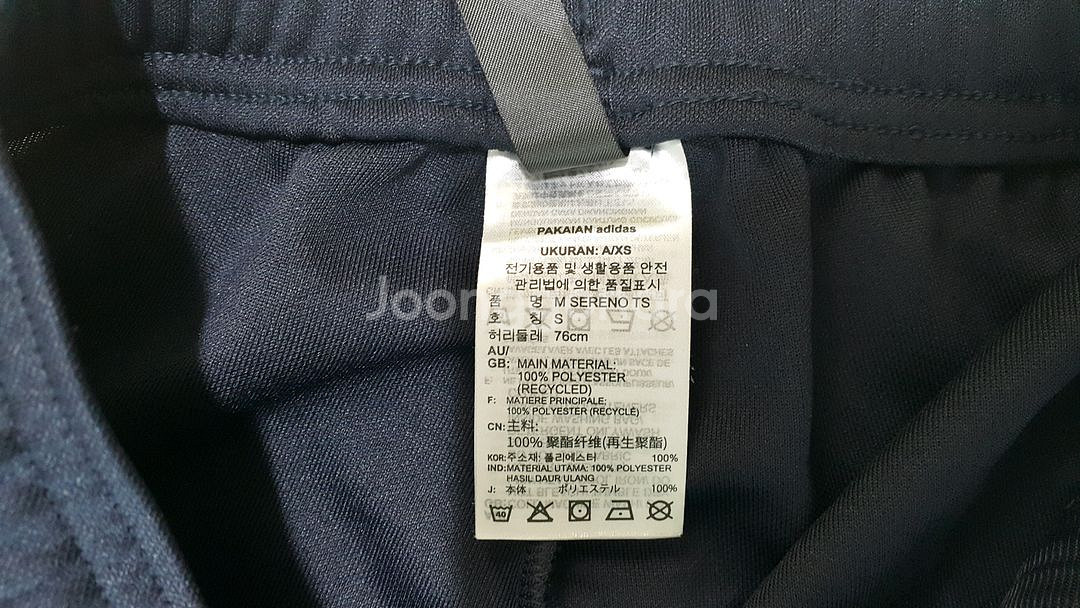 PAKAIAN adidas
UKURAN: A/XS
전기용품 및 생활용품 안전
관리법에 의한 품질표시
품 명 M SERENO TS
호 칭 S
허리둘레 76cm
AU/
GB: MAIN MATERIAL:
100% POLYESTER
(RECYCLED)
F: MATIERE PRINCIPALE:
100% POLYESTER (RECYCLÉ)
CN: 主料:
100% 聚酯纤维(再生聚酯)
KOR: 주소재: 폴리에스터 100%
IND: MATERIAL UTAMA: 100% POLYESTER
HASIL DAUR ULANG
J: 本体 ポリエステル 100%
40